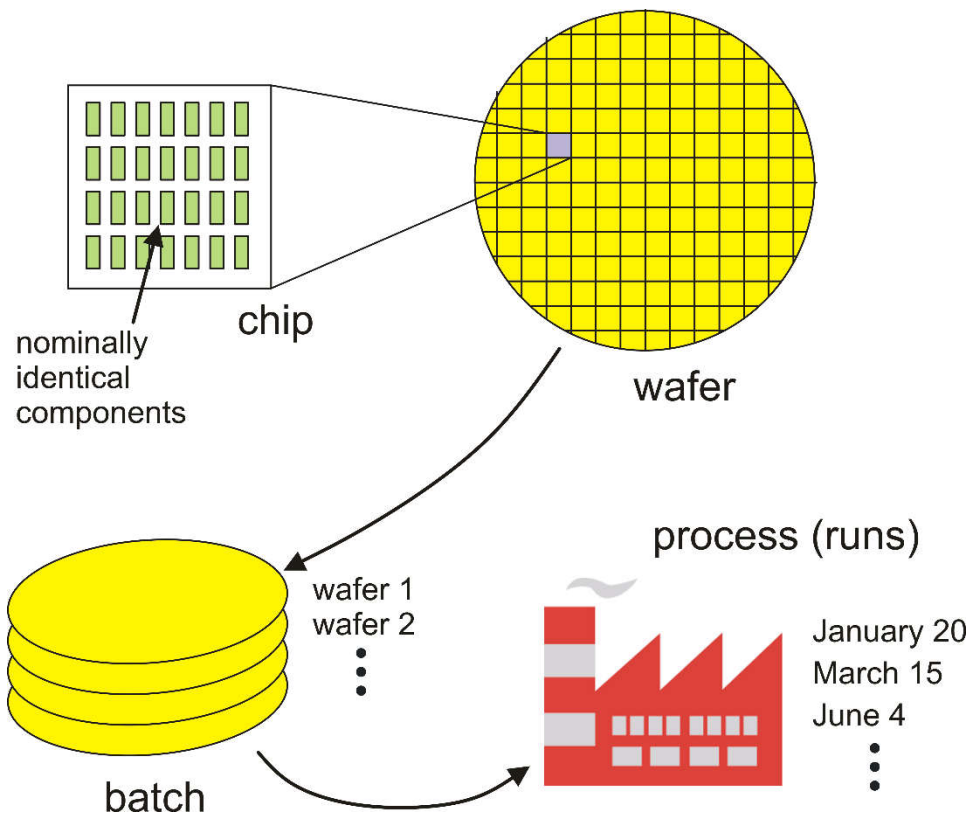 chip
nominally
identical
components
wafer
wafer 1
wafer 2
batch
process (runs)
January 20
March 15
June 4